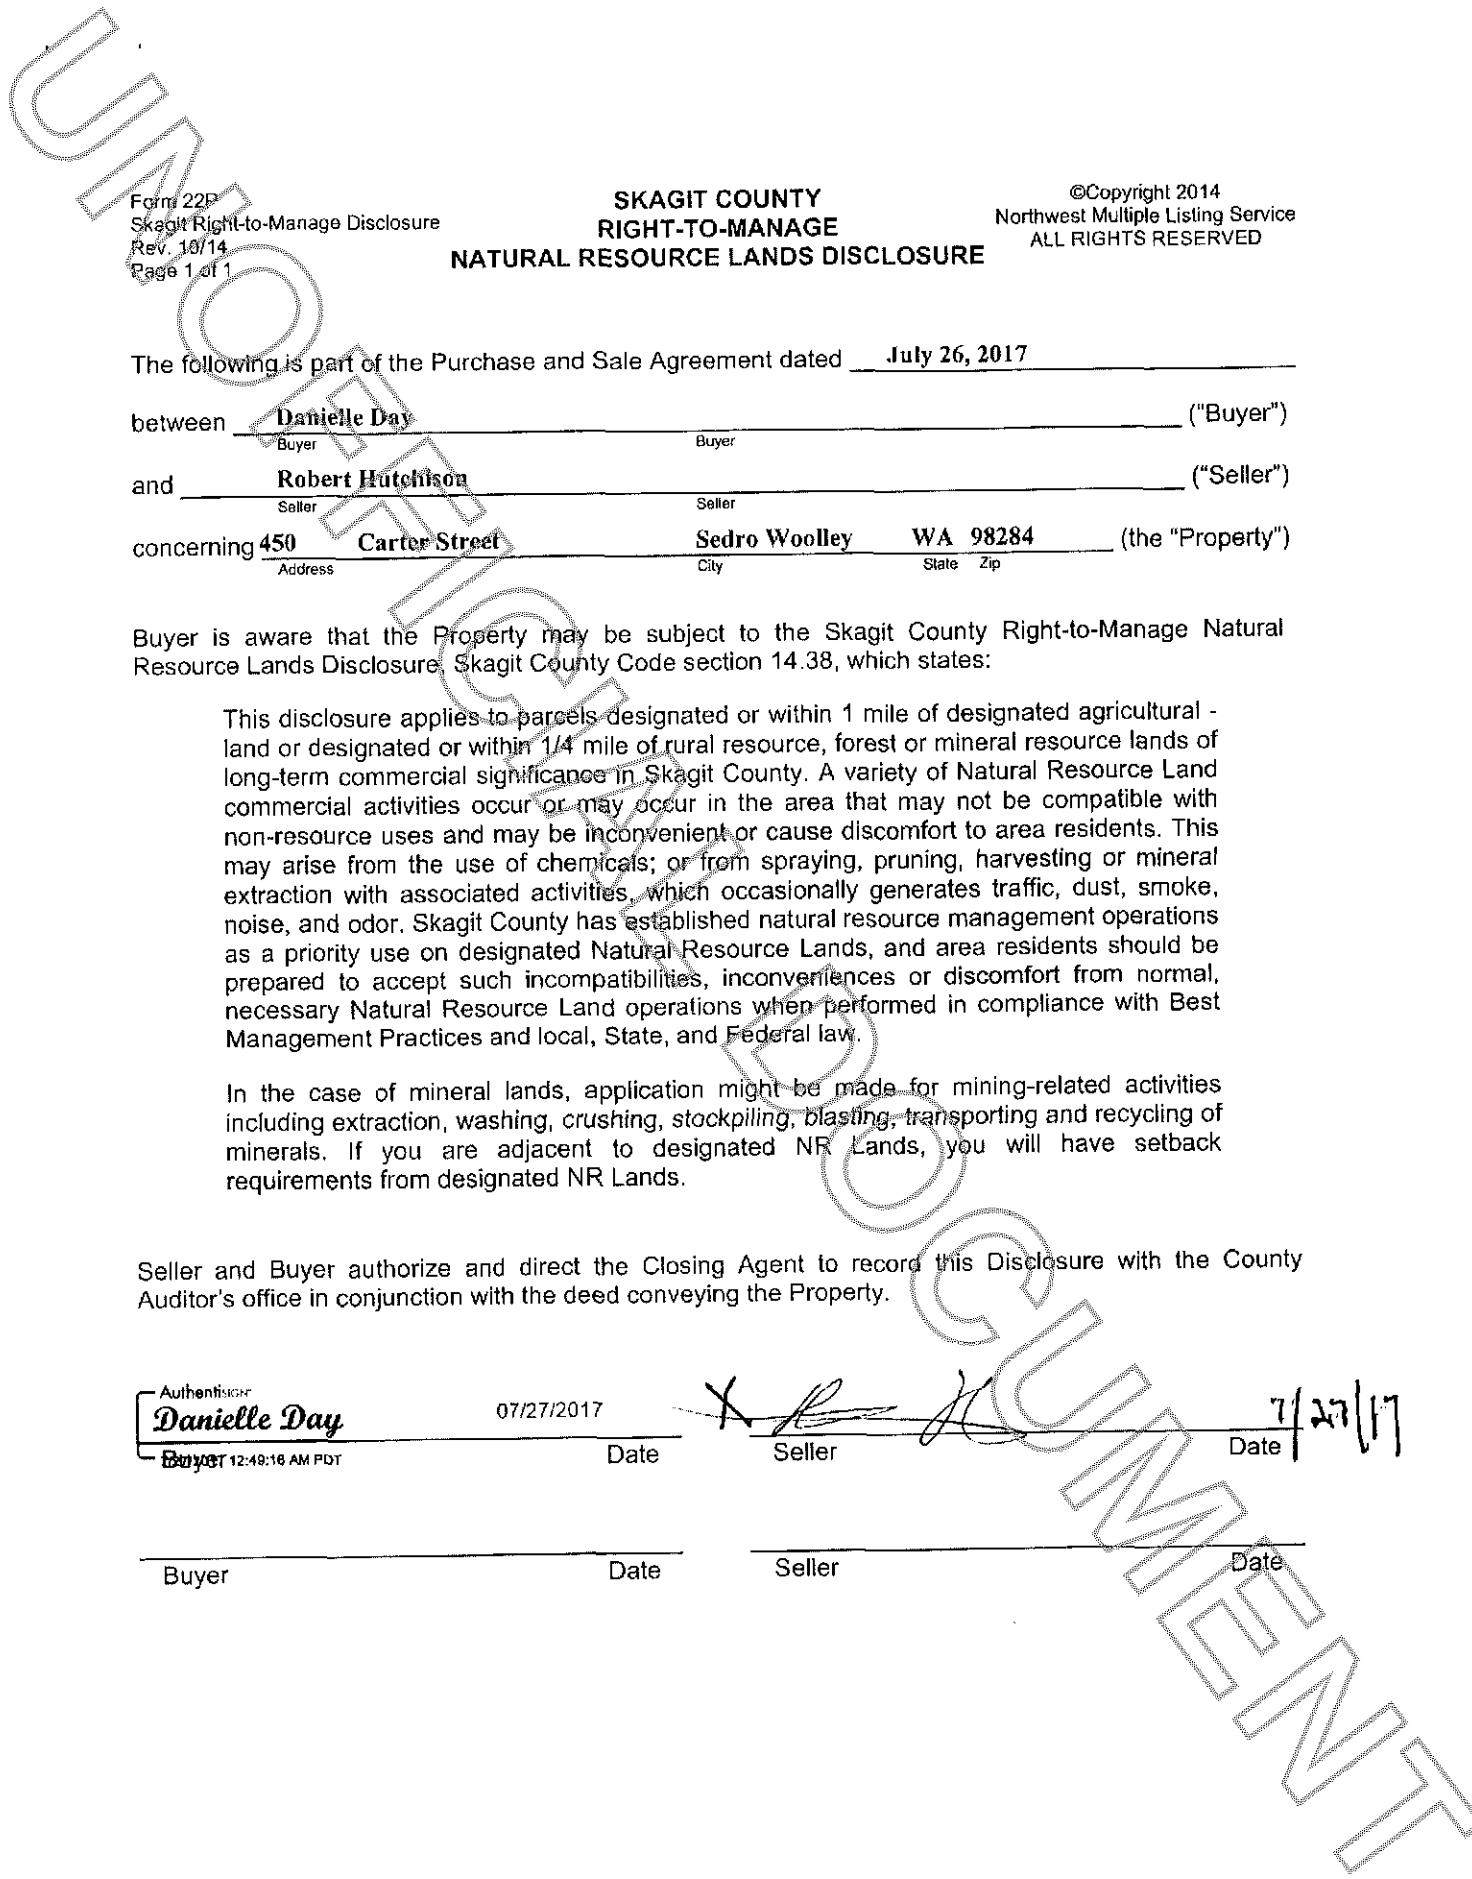 Form 22P
Skagit Right-to-Manage Disclosure
Rev. 10/14
Page 1 of 1
SKAGIT COUNTY
RIGHT-TO-MANAGE
NATURAL RESOURCE LANDS DISCLOSURE
©Copyright 2014
Northwest Multiple Listing Service
ALL RIGHTS RESERVED
The following is part of the Purchase and Sale Agreement dated July 26, 2017
between Danielle Day ("Buyer")
Buyer Buyer
and Robert Hutchison ("Seller")
Seller Seller
concerning 450 Carter Street Sedro Woolley WA 98284 (the "Property")
Address City State Zip
Buyer is aware that the Property may be subject to the Skagit County Right-to-Manage Natural
Resource Lands Disclosure, Skagit County Code section 14.38, which states:
This disclosure applies to parcels designated or within 1 mile of designated agricultural -
land or designated or within 1/4 mile of rural resource, forest or mineral resource lands of
long-term commercial significance in Skagit County. A variety of Natural Resource Land
commercial activities occur or may occur in the area that may not be compatible with
non-resource uses and may be inconvenient or cause discomfort to area residents. This
may arise from the use of chemicals; or from spraying, pruning, harvesting or mineral
extraction with associated activities, which occasionally generates traffic, dust, smoke,
noise, and odor. Skagit County has established natural resource management operations
as a priority use on designated Natural Resource Lands, and area residents should be
prepared to accept such incompatibilities, inconveniences or discomfort from normal,
necessary Natural Resource Land operations when performed in compliance with Best
Management Practices and local, State, and Federal law.
In the case of mineral lands, application might be made for mining-related activities
including extraction, washing, crushing, stockpiling, blasting, transporting and recycling of
minerals. If you are adjacent to designated NR Lands, you will have setback
requirements from designated NR Lands.
Seller and Buyer authorize and direct the Closing Agent to record this Disclosure with the County
Auditor's office in conjunction with the deed conveying the Property.
Authentisign
Danielle Day 07/27/2017 X 7/27/17
Buyer 12:49:16 AM PDT Date Seller Date
Buyer Date Seller Date
UNOFFICIAL DOCUMENT